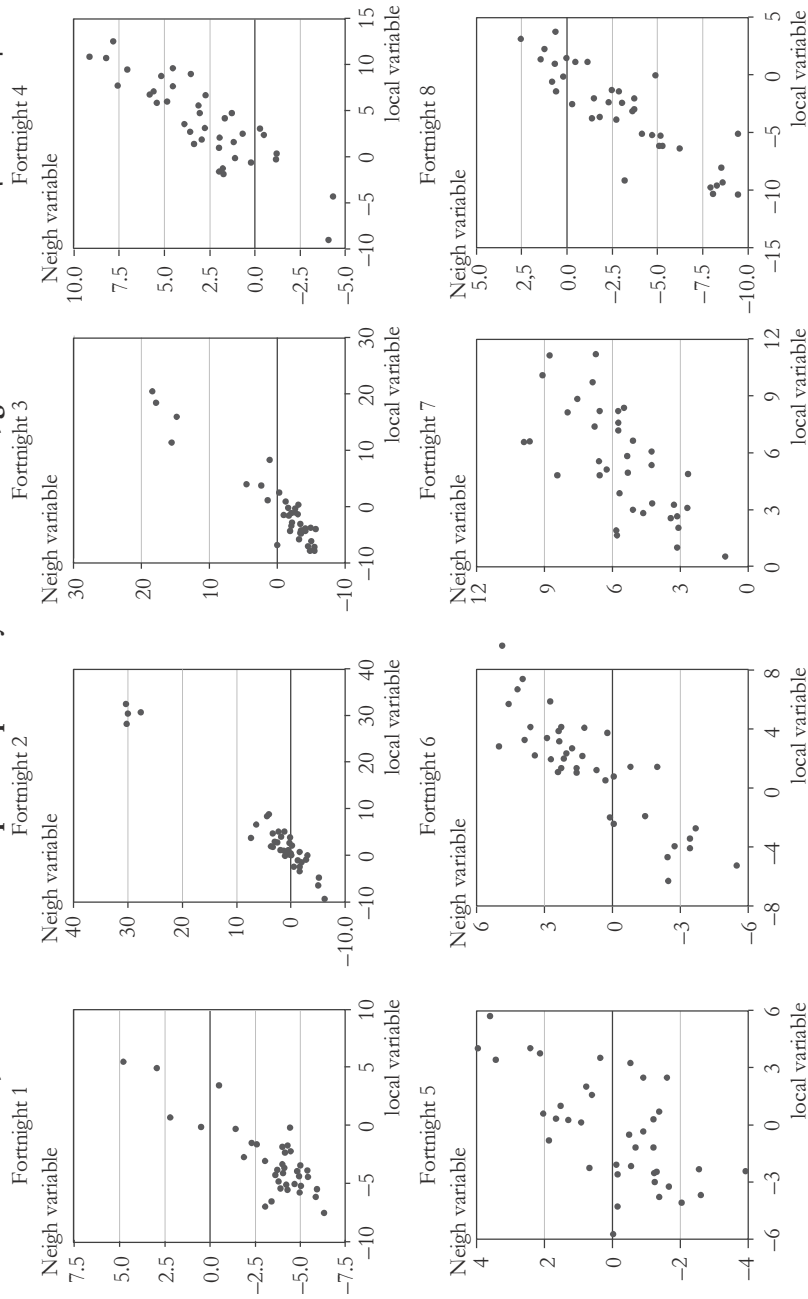 Fortnight 1
Neigh variable
7.5
5.0
2.5
0.0
−2.5
−5.0
−7.5
−10 −5 0 5 10
local variable
Fortnight 2
Neigh variable
40
30
20
10
0
−10.0
−10 0 10 20 30 40
local variable
Fortnight 3
Neigh variable
30
20
10
0
−10
−10 0 10 20 30
local variable
Fortnight 4
Neigh variable
10.0
7.5
5.0
2.5
0.0
−2.5
−5.0
−10 −5 0 5 10 15
local variable
Fortnight 5
Neigh variable
4
2
0
−2
−4
−6 −3 0 3 6
local variable
Fortnight 6
Neigh variable
6
3
0
−3
−6
−8 −4 0 4 8
local variable
Fortnight 7
Neigh variable
12
9
6
3
0
0 3 6 9 12
local variable
Fortnight 8
Neigh variable
5.0
2,5
0.0
−2.5
−5.0
−7.5
−10.0
−15 −10 −5 0 5
local variable